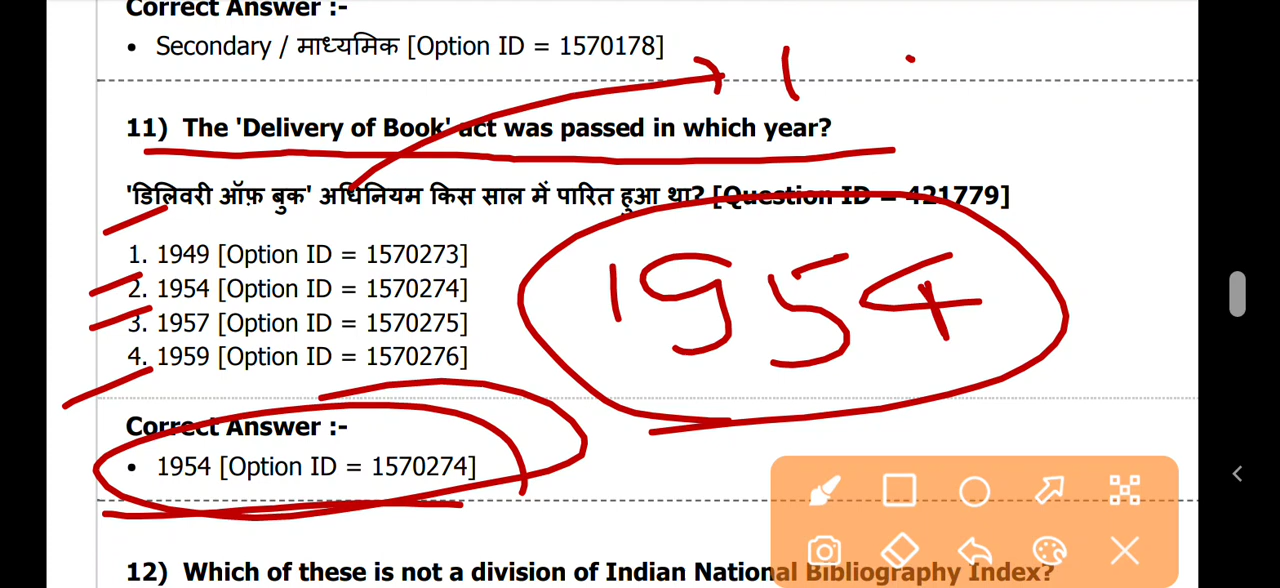 Correct Answer :-
• Secondary / माध्यमिक [Option ID = 1570178]
11) The 'Delivery of Book' act was passed in which year?
'डिलिवरी ऑफ़ बुक' अधिनियम किस साल में पारित हुआ था? [Question ID = 421779]
1. 1949 [Option ID = 1570273]
2. 1954 [Option ID = 1570274]
3. 1957 [Option ID = 1570275]
4. 1959 [Option ID = 1570276]
1954
Correct Answer :-
• 1954 [Option ID = 1570274]
12) Which of these is not a division of Indian National Bibliography Index?